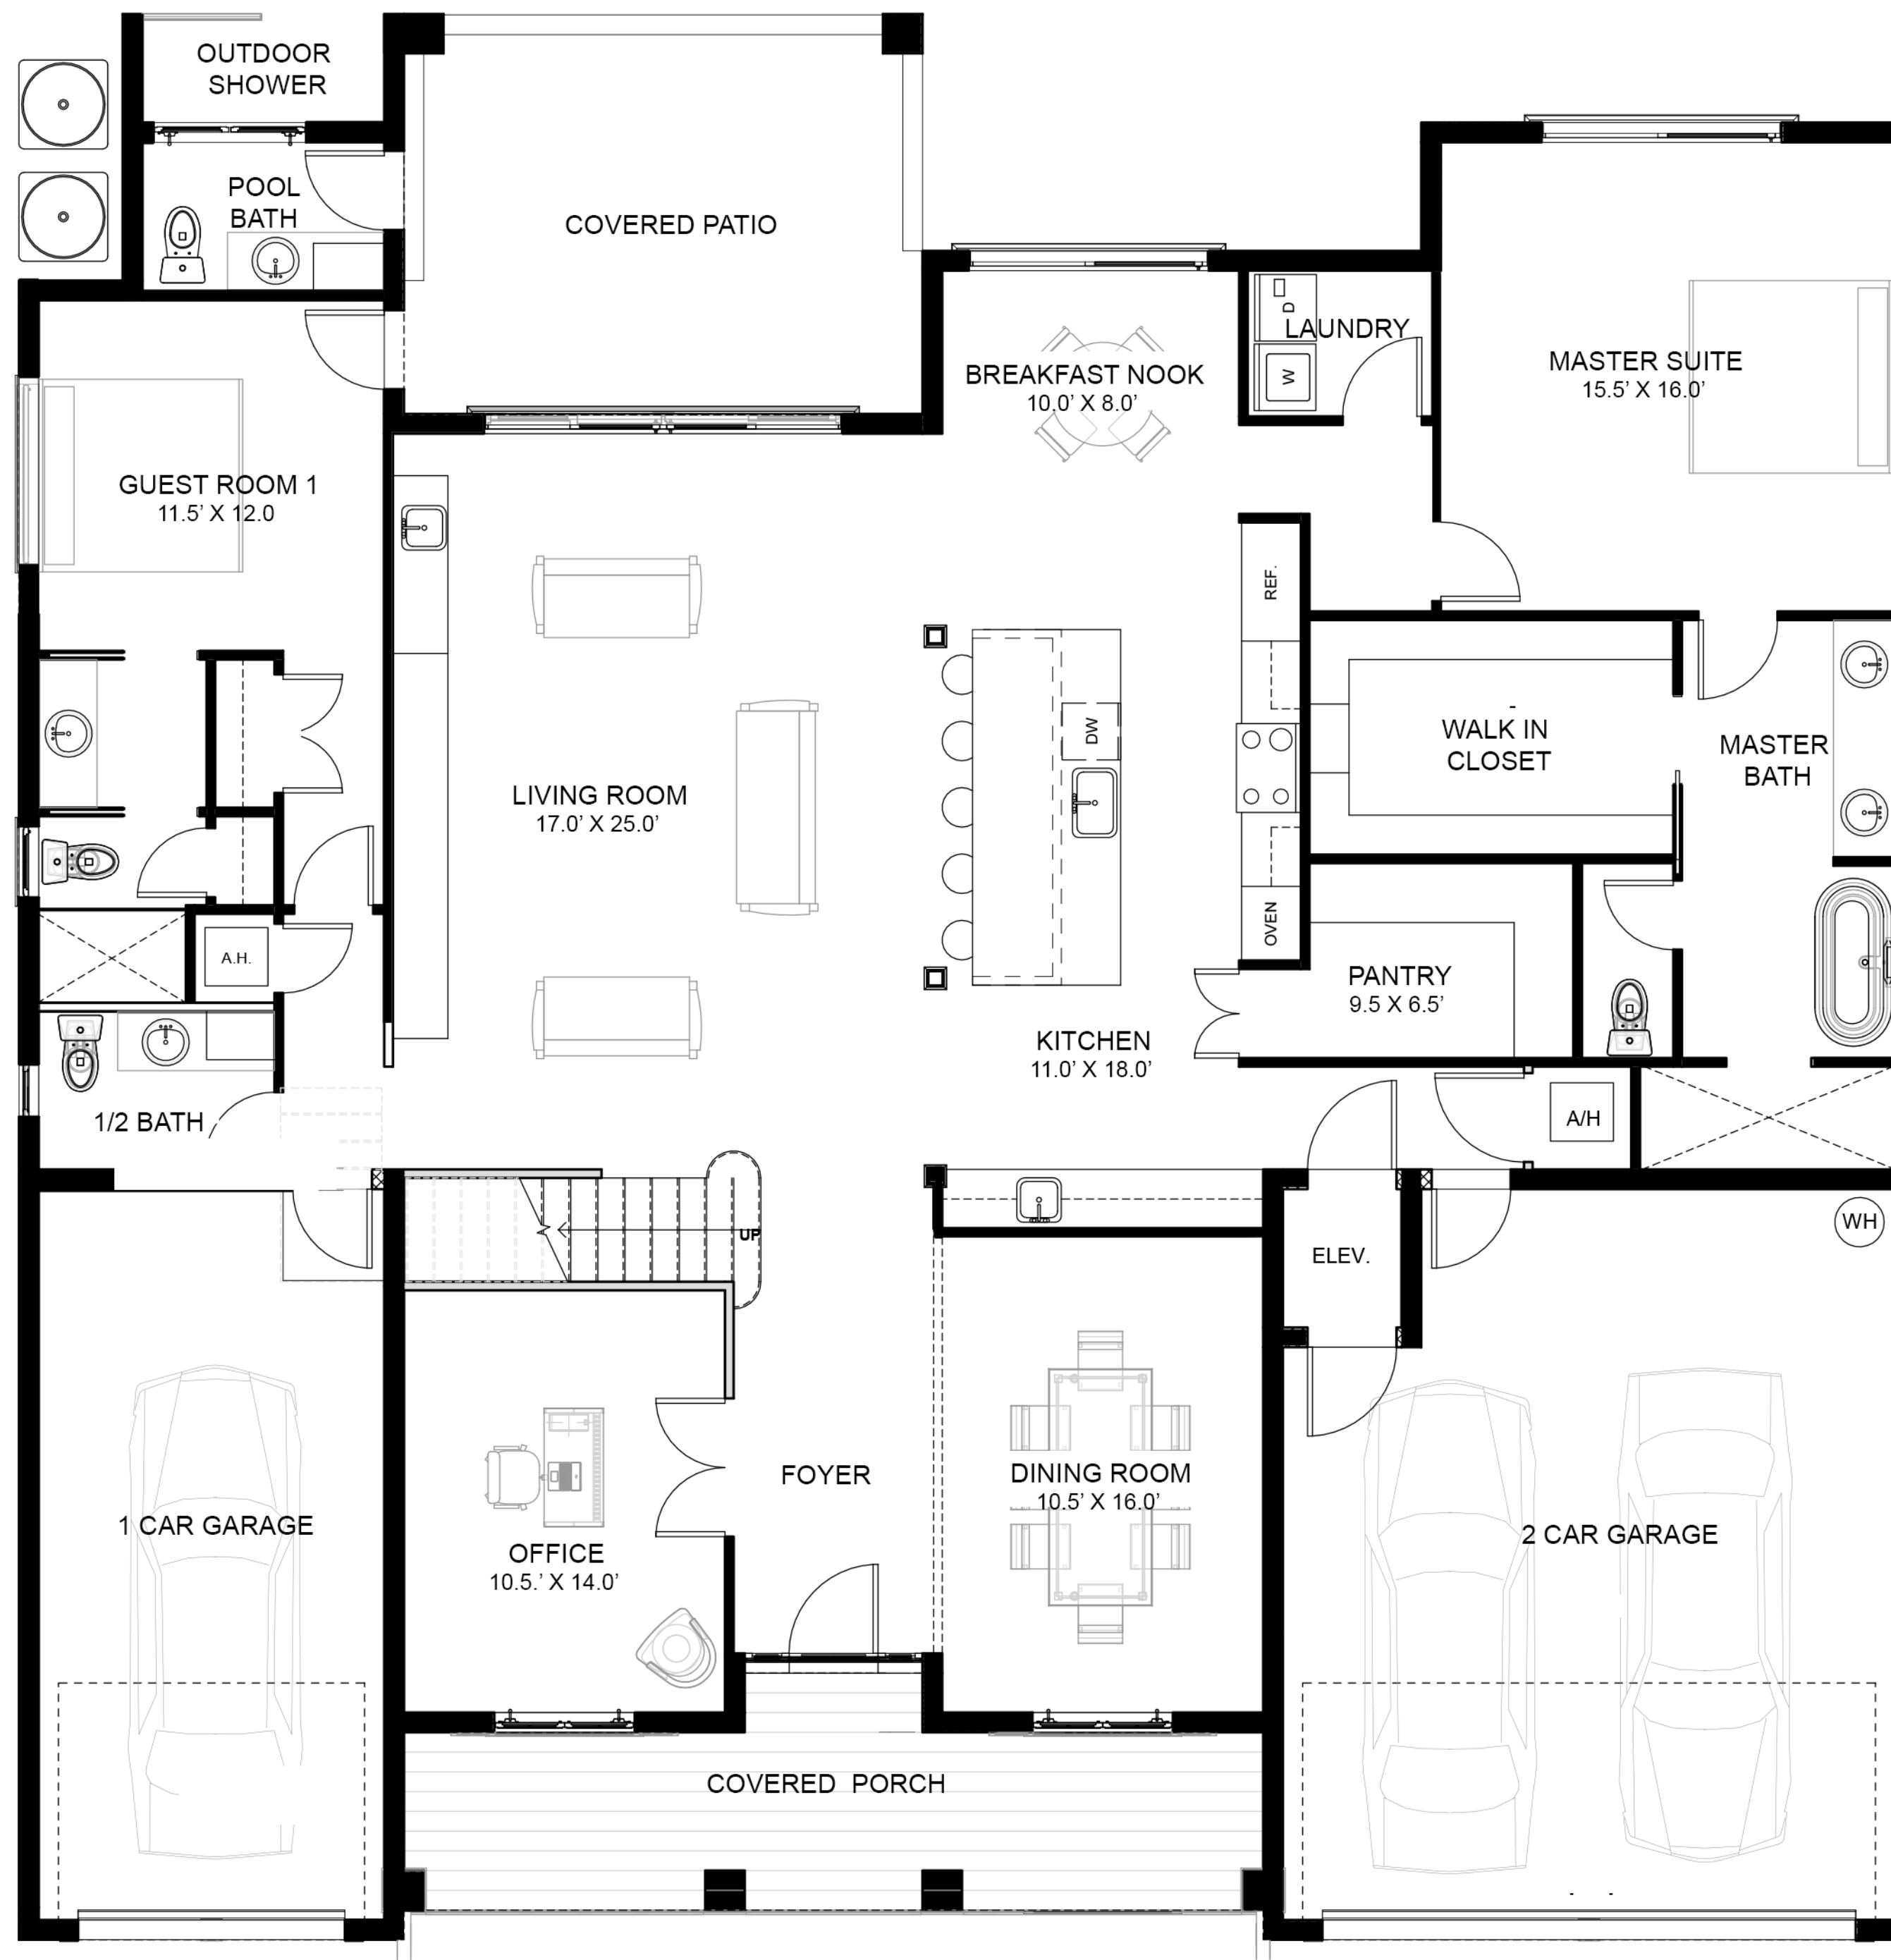 OUTDOOR
SHOWER
POOL
BATH
COVERED PATIO
D
LAUNDRY
W
BREAKFAST NOOK
10.0’ X 8.0’
MASTER SUITE
15.5’ X 16.0’
GUEST ROOM 1
11.5’ X 12.0
REF.
DW
WALK IN
CLOSET
MASTER
BATH
LIVING ROOM
17.0’ X 25.0’
OVEN
A.H.
PANTRY
9.5 X 6.5’
KITCHEN
11.0’ X 18.0’
1/2 BATH
A/H
UP
WH
ELEV.
FOYER
DINING ROOM
10.5’ X 16.0’
1 CAR GARAGE
2 CAR GARAGE
OFFICE
10.5.’ X 14.0’
COVERED PORCH